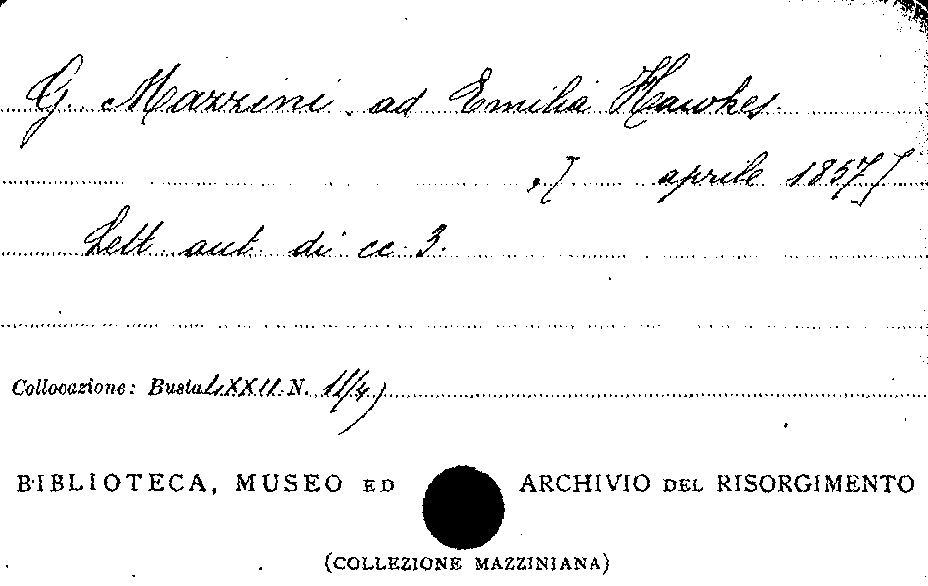 G. Mazzini ad Emilia Hawkes
,[ aprile 1857]
Lett. aut. di cc 3.
Collocazione: Busta LXXII N. 11/4)
BIBLIOTECA, MUSEO ED ARCHIVIO DEL RISORGIMENTO
(COLLEZIONE MAZZINIANA)